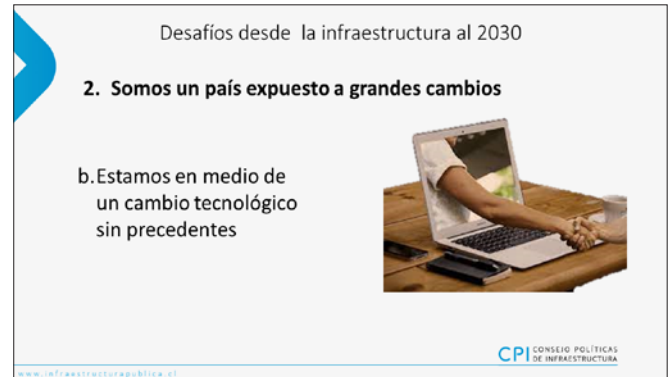 Desafíos desde la infraestructura al 2030
2. Somos un país expuesto a grandes cambios
b. Estamos en medio de
un cambio tecnológico
sin precedentes
CPI CONSEJO POLÍTICAS
DE INFRAESTRUCTURA
www.infraestructurapublica.cl